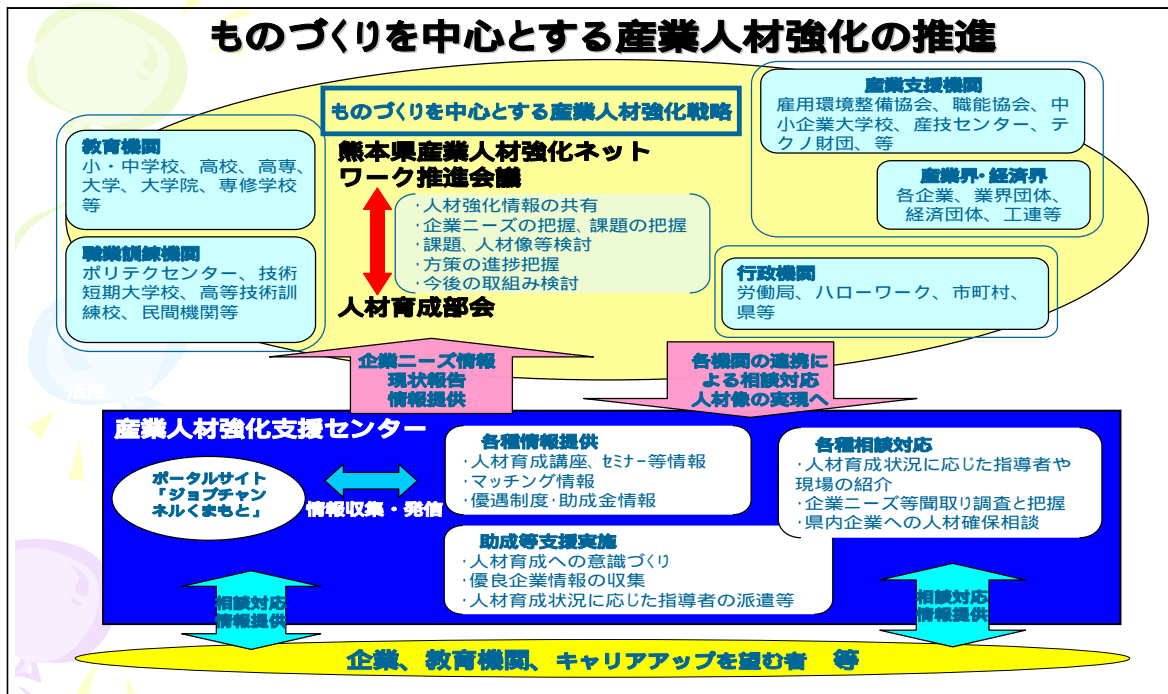 ものづくりを中心とする産業人材強化の推進
ものづくりを中心とする産業人材強化戦略
産業支援機関
雇用環境整備協会、職能協会、中
小企業大学校、産技センター、テ
クノ財団、等
教育機関
小・中学校、高校、高専、
大学、大学院、専修学校
等
熊本県産業人材強化ネット
ワーク推進会議
産業界・経済界
各企業、業界団体、
経済団体、工連等
・人材強化情報の共有
・企業ニーズの把握、課題の把握
・課題、人材像等検討
・方策の進捗把握
・今後の取組み検討
職業訓練機関
ポリテクセンター、技術
短期大学校、高等技術訓
練校、民間機関等
行政機関
労働局、ハローワーク、市町村、
県等
人材育成部会
企業ニーズ情報
現状報告
情報提供
各機関の連携に
よる相談対応
人材像の実現へ
活用
産業人材強化支援センター
ポータルサイト
「ジョブチャン
ネルくまもと」
情報収集・発信
各種情報提供
・人材育成講座、セミナー等情報
・マッチング情報
・優遇制度・助成金情報
各種相談対応
・人材育成状況に応じた指導者や
現場の紹介
・企業ニーズ等聞取り調査と把握
・県内企業への人材確保相談
助成等支援実施
・人材育成への意識づくり
・優良企業情報の収集
・人材育成状況に応じた指導者の派遣等
相談対応
情報提供
相談対応
情報提供
企業、教育機関、キャリアアップを望む者　等